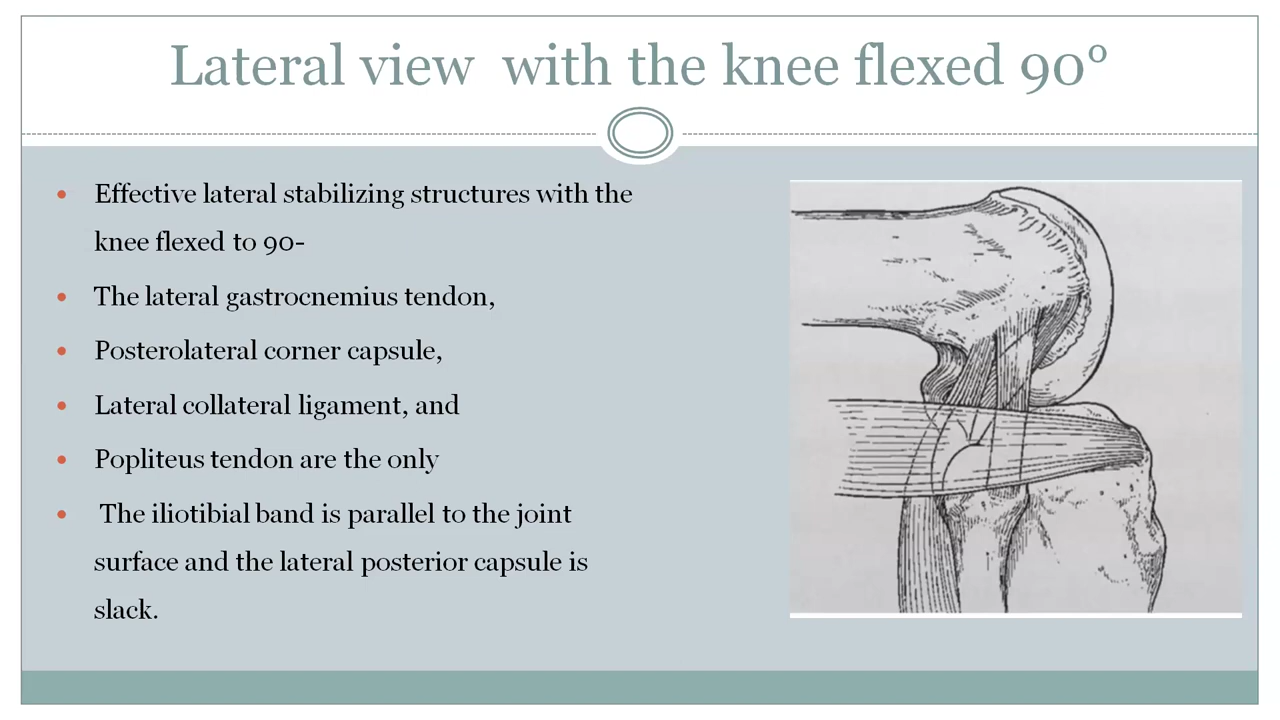 Lateral view with the knee flexed 90°
• Effective lateral stabilizing structures with the
knee flexed to 90-
• The lateral gastrocnemius tendon,
• Posterolateral corner capsule,
• Lateral collateral ligament, and
• Popliteus tendon are the only
• The iliotibial band is parallel to the joint
surface and the lateral posterior capsule is
slack.